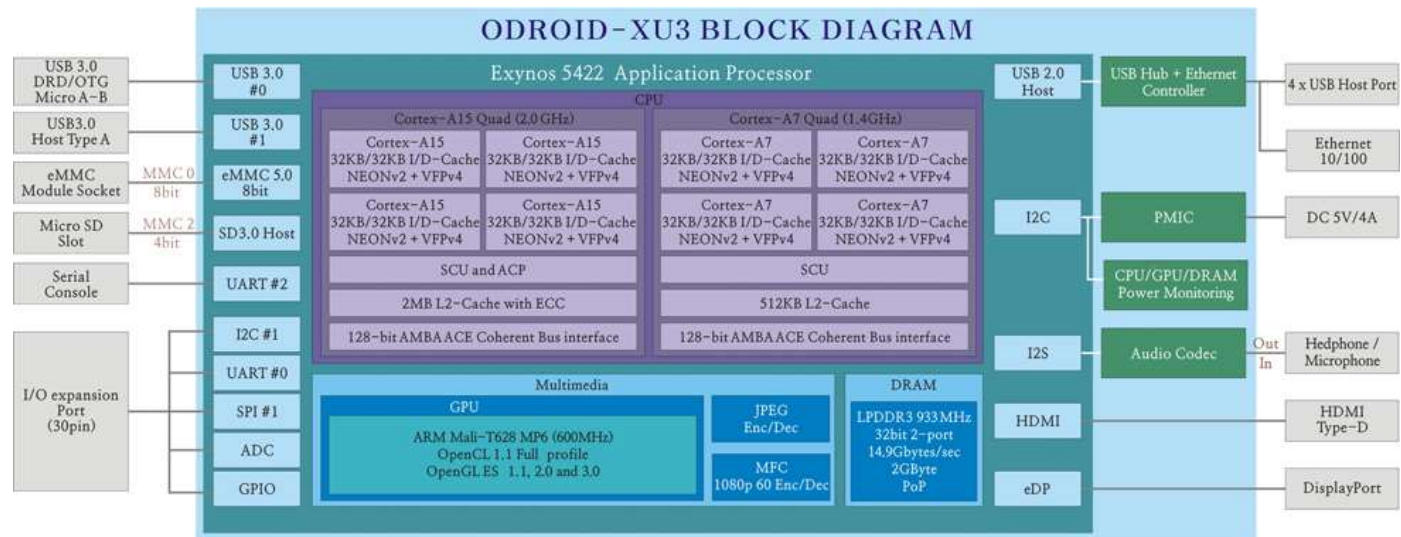 ODROID-XU3 BLOCK DIAGRAM
USB 3.0
DRD/OTG
Micro A-B
USB3.0
Host Type A
eMMC
Module Socket
Micro SD
Slot
Serial
Console
I/O expansion
Port
(30pin)
MMC 0
8bit
MMC 2
4bit
USB 3.0
#0
USB 3.0
#1
eMMC 5.0
8bit
SD3.0 Host
UART #2
I2C #1
UART #0
SPI #1
ADC
GPIO
Exynos 5422 Application Processor
CPU
Cortex-A15 Quad (2.0 GHz)
Cortex-A15
32KB/32KB I/D-Cache
NEONv2 + VFPv4
Cortex-A15
32KB/32KB I/D-Cache
NEONv2 + VFPv4
Cortex-A15
32KB/32KB I/D-Cache
NEONv2 + VFPv4
Cortex-A15
32KB/32KB I/D-Cache
NEONv2 + VFPv4
SCU and ACP
2MB L2-Cache with ECC
128-bit AMBA ACE Coherent Bus interface
Cortex-A7 Quad (1.4GHz)
Cortex-A7
32KB/32KB I/D-Cache
NEONv2 + VFPv4
Cortex-A7
32KB/32KB I/D-Cache
NEONv2 + VFPv4
Cortex-A7
32KB/32KB I/D-Cache
NEONv2 + VFPv4
Cortex-A7
32KB/32KB I/D-Cache
NEONv2 + VFPv4
SCU
512KB L2-Cache
128-bit AMBA ACE Coherent Bus interface
Multimedia
GPU
ARM Mali-T628 MP6 (600MHz)
OpenCL 1.1 Full profile
OpenGL ES 1.1, 2.0 and 3.0
JPEG
Enc/Dec
MFC
1080p 60 Enc/Dec
DRAM
LPDDR3 933MHz
32bit 2-port
14.9Gbytes/sec
2GByte
PoP
USB 2.0
Host
I2C
I2S
HDMI
eDP
USB Hub + Ethernet
Controller
PMIC
CPU/GPU/DRAM
Power Monitoring
Audio Codec
Out
In
4 x USB Host Port
Ethernet
10/100
DC 5V/4A
Hedphone /
Microphone
HDMI
Type-D
DisplayPort